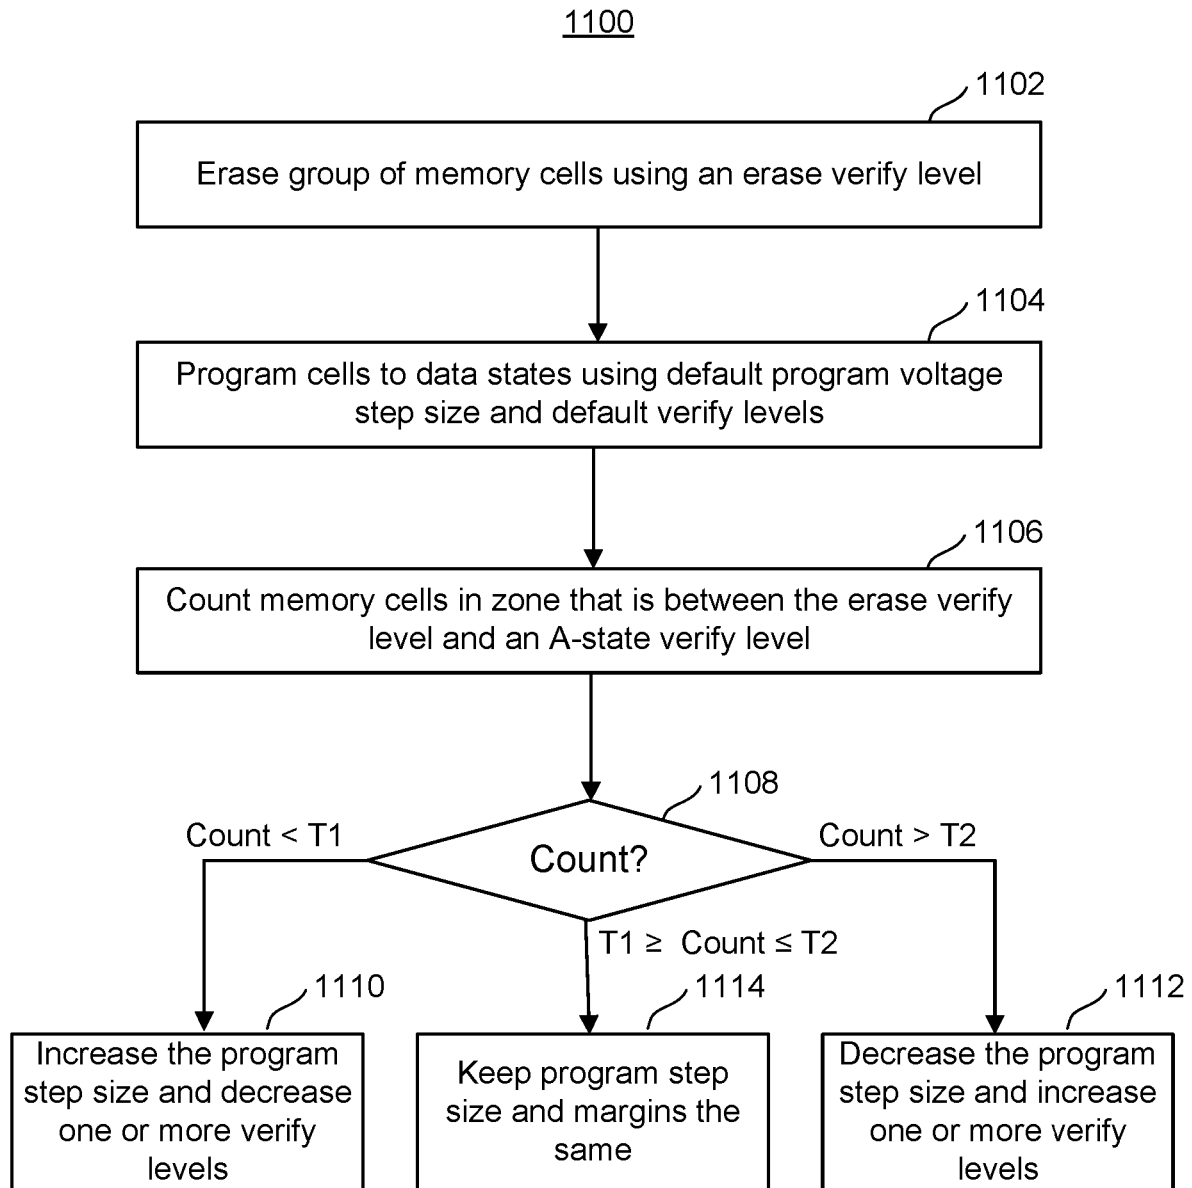 1100
1102
Erase group of memory cells using an erase verify level
1104
Program cells to data states using default program voltage
step size and default verify levels
1106
Count memory cells in zone that is between the erase verify
level and an A-state verify level
1108
Count < T1
Count?
Count > T2
T1 ≥ Count ≤ T2
1110
Increase the program
step size and decrease
one or more verify
levels
1114
Keep program step
size and margins the
same
1112
Decrease the program
step size and increase
one or more verify
levels